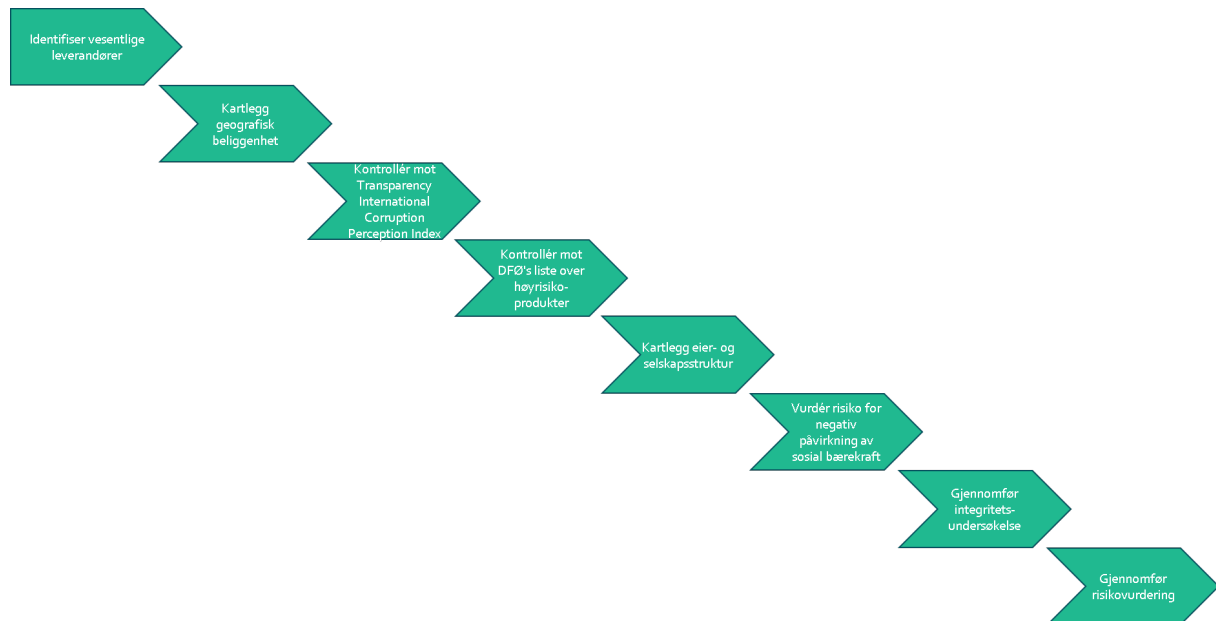 Identifiser vesentlige
leverandører
Kartlegg
geografisk
beliggenhet
Kontrollér mot
Transparency
International
Corruption
Perception Index
Kontrollér mot
DFØ's liste over
høyrisiko-
produkter
Kartlegg eier- og
selskapsstruktur
Vurdér risiko for
negativ
påvirkning av
sosial bærekraft
Gjennomfør
integritets-
undersøkelse
Gjennomfør
risikovurdering